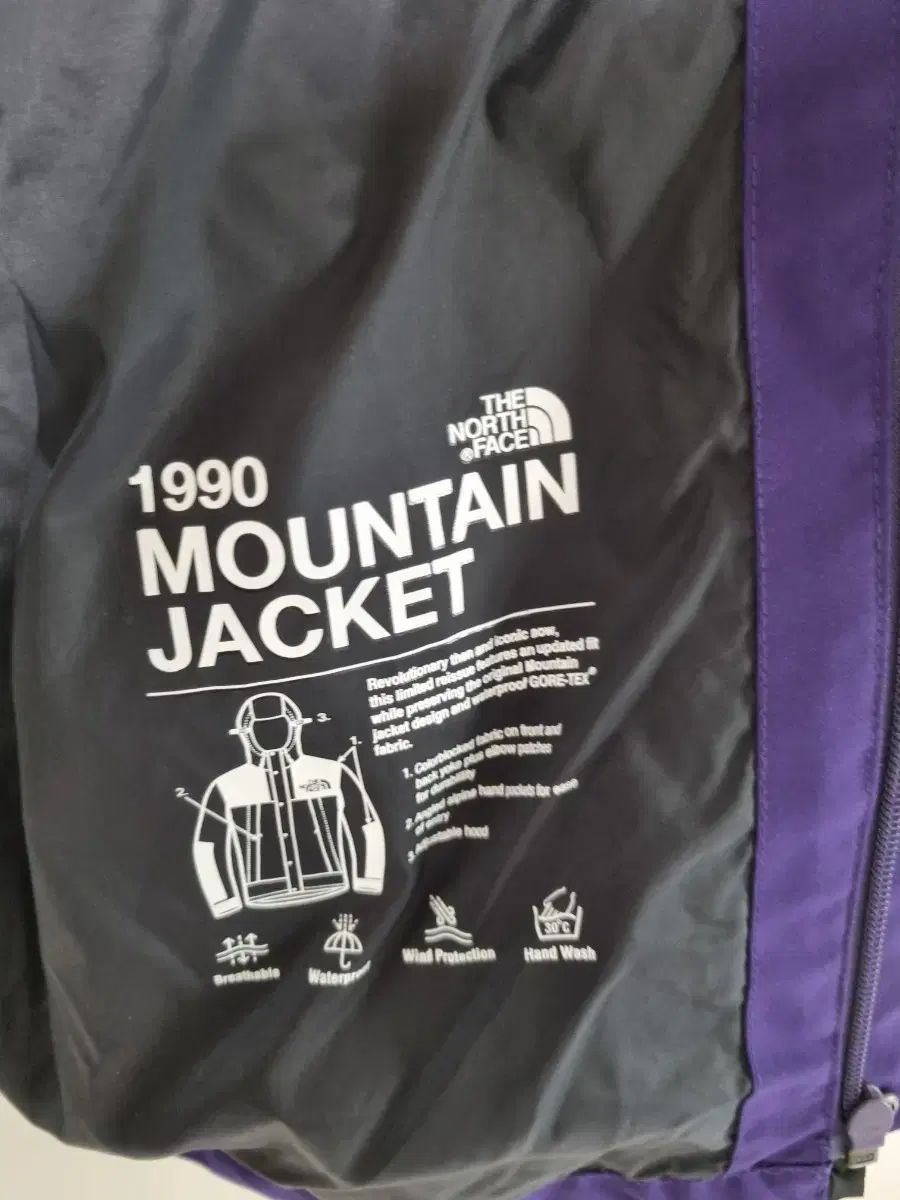 THE
NORTH
FACE
®
1990
MOUNTAIN
JACKET
Revolutionary then and iconic now,
this limited reissue features an updated fit
while preserving the original Mountain
jacket design and waterproof GORE-TEX®
fabric.
3.
1.
2.
1. Colorblocked fabric on front and
back yoke plus elbow patches
for durability
2. Angled alpine hand pockets for ease
of entry
3. Adjustable hood
Breathable
Waterproof
Wind Protection
30°C
Hand Wash